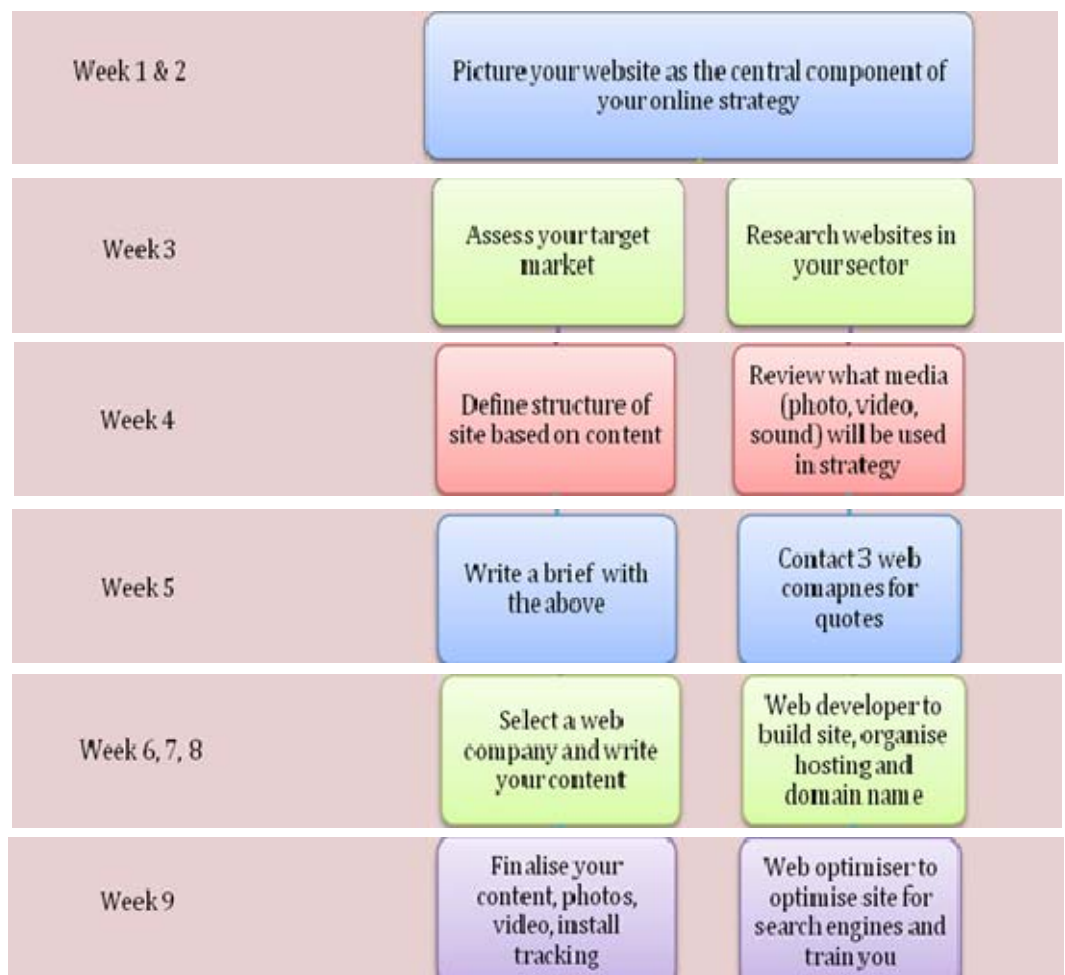 Week 1 & 2
Picture your website as the central component of
your online strategy
Week 3
Assess your target
market
Research websites in
your sector
Week 4
Define structure of
site based on content
Review what media
(photo, video,
sound) will be used
in strategy
Week 5
Write a brief with
the above
Contact 3 web
comapnes for
quotes
Week 6, 7, 8
Select a web
company and write
your content
Web developer to
build site, organise
hosting and
domain name
Week 9
Finalise your
content, photos,
video, install
tracking
Web optimiser to
optimise site for
search engines and
train you